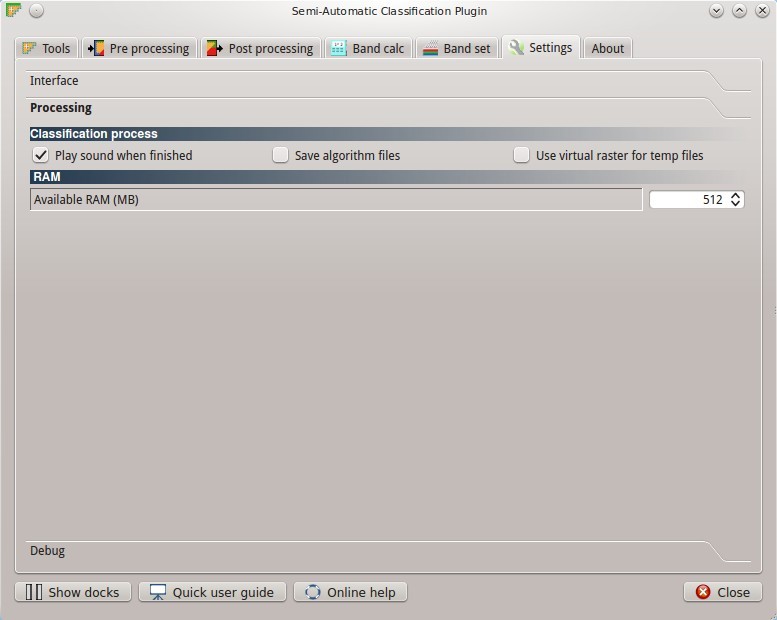 Semi-Automatic Classification Plugin
Tools Pre processing Post processing Band calc Band set Settings About
Interface
Processing
Classification process
Play sound when finished Save algorithm files Use virtual raster for temp files
RAM
Available RAM (MB) 512
Debug
Show docks Quick user guide Online help Close